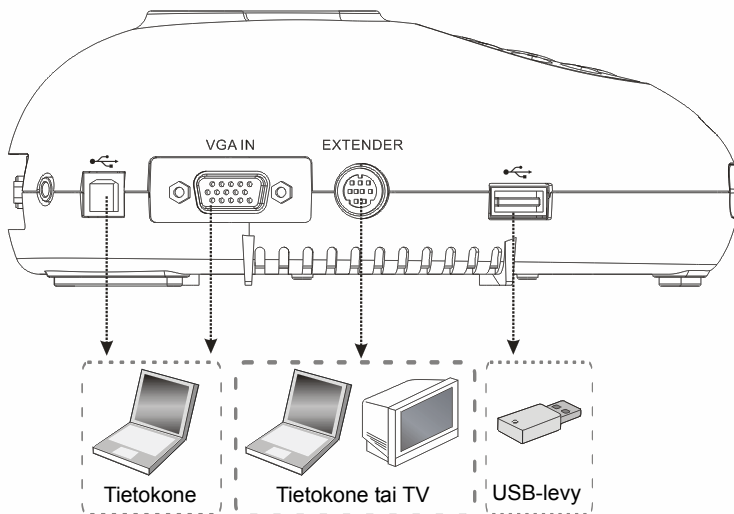 VGA IN
EXTENDER
Tietokone
Tietokone tai TV
USB-levy